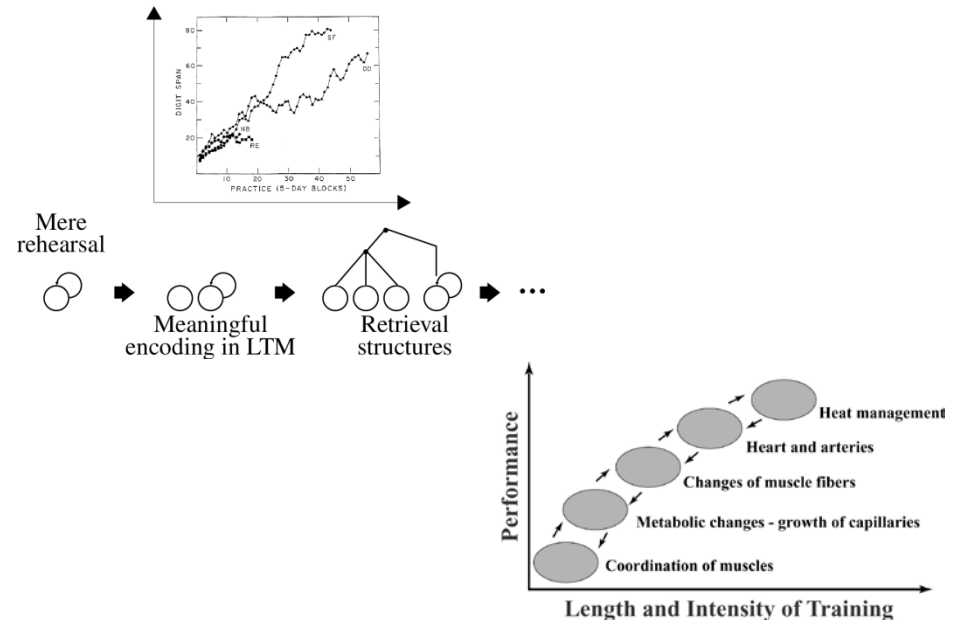 80
60
40
20
DIGIT SPAN
SF
DD
NB
RE
10 20 30 40 50
PRACTICE (5-DAY BLOCKS)
Mere
rehearsal
Meaningful
encoding in LTM
Retrieval
structures
...
Performance
Heat management
Heart and arteries
Changes of muscle fibers
Metabolic changes - growth of capillaries
Coordination of muscles
Length and Intensity of Training